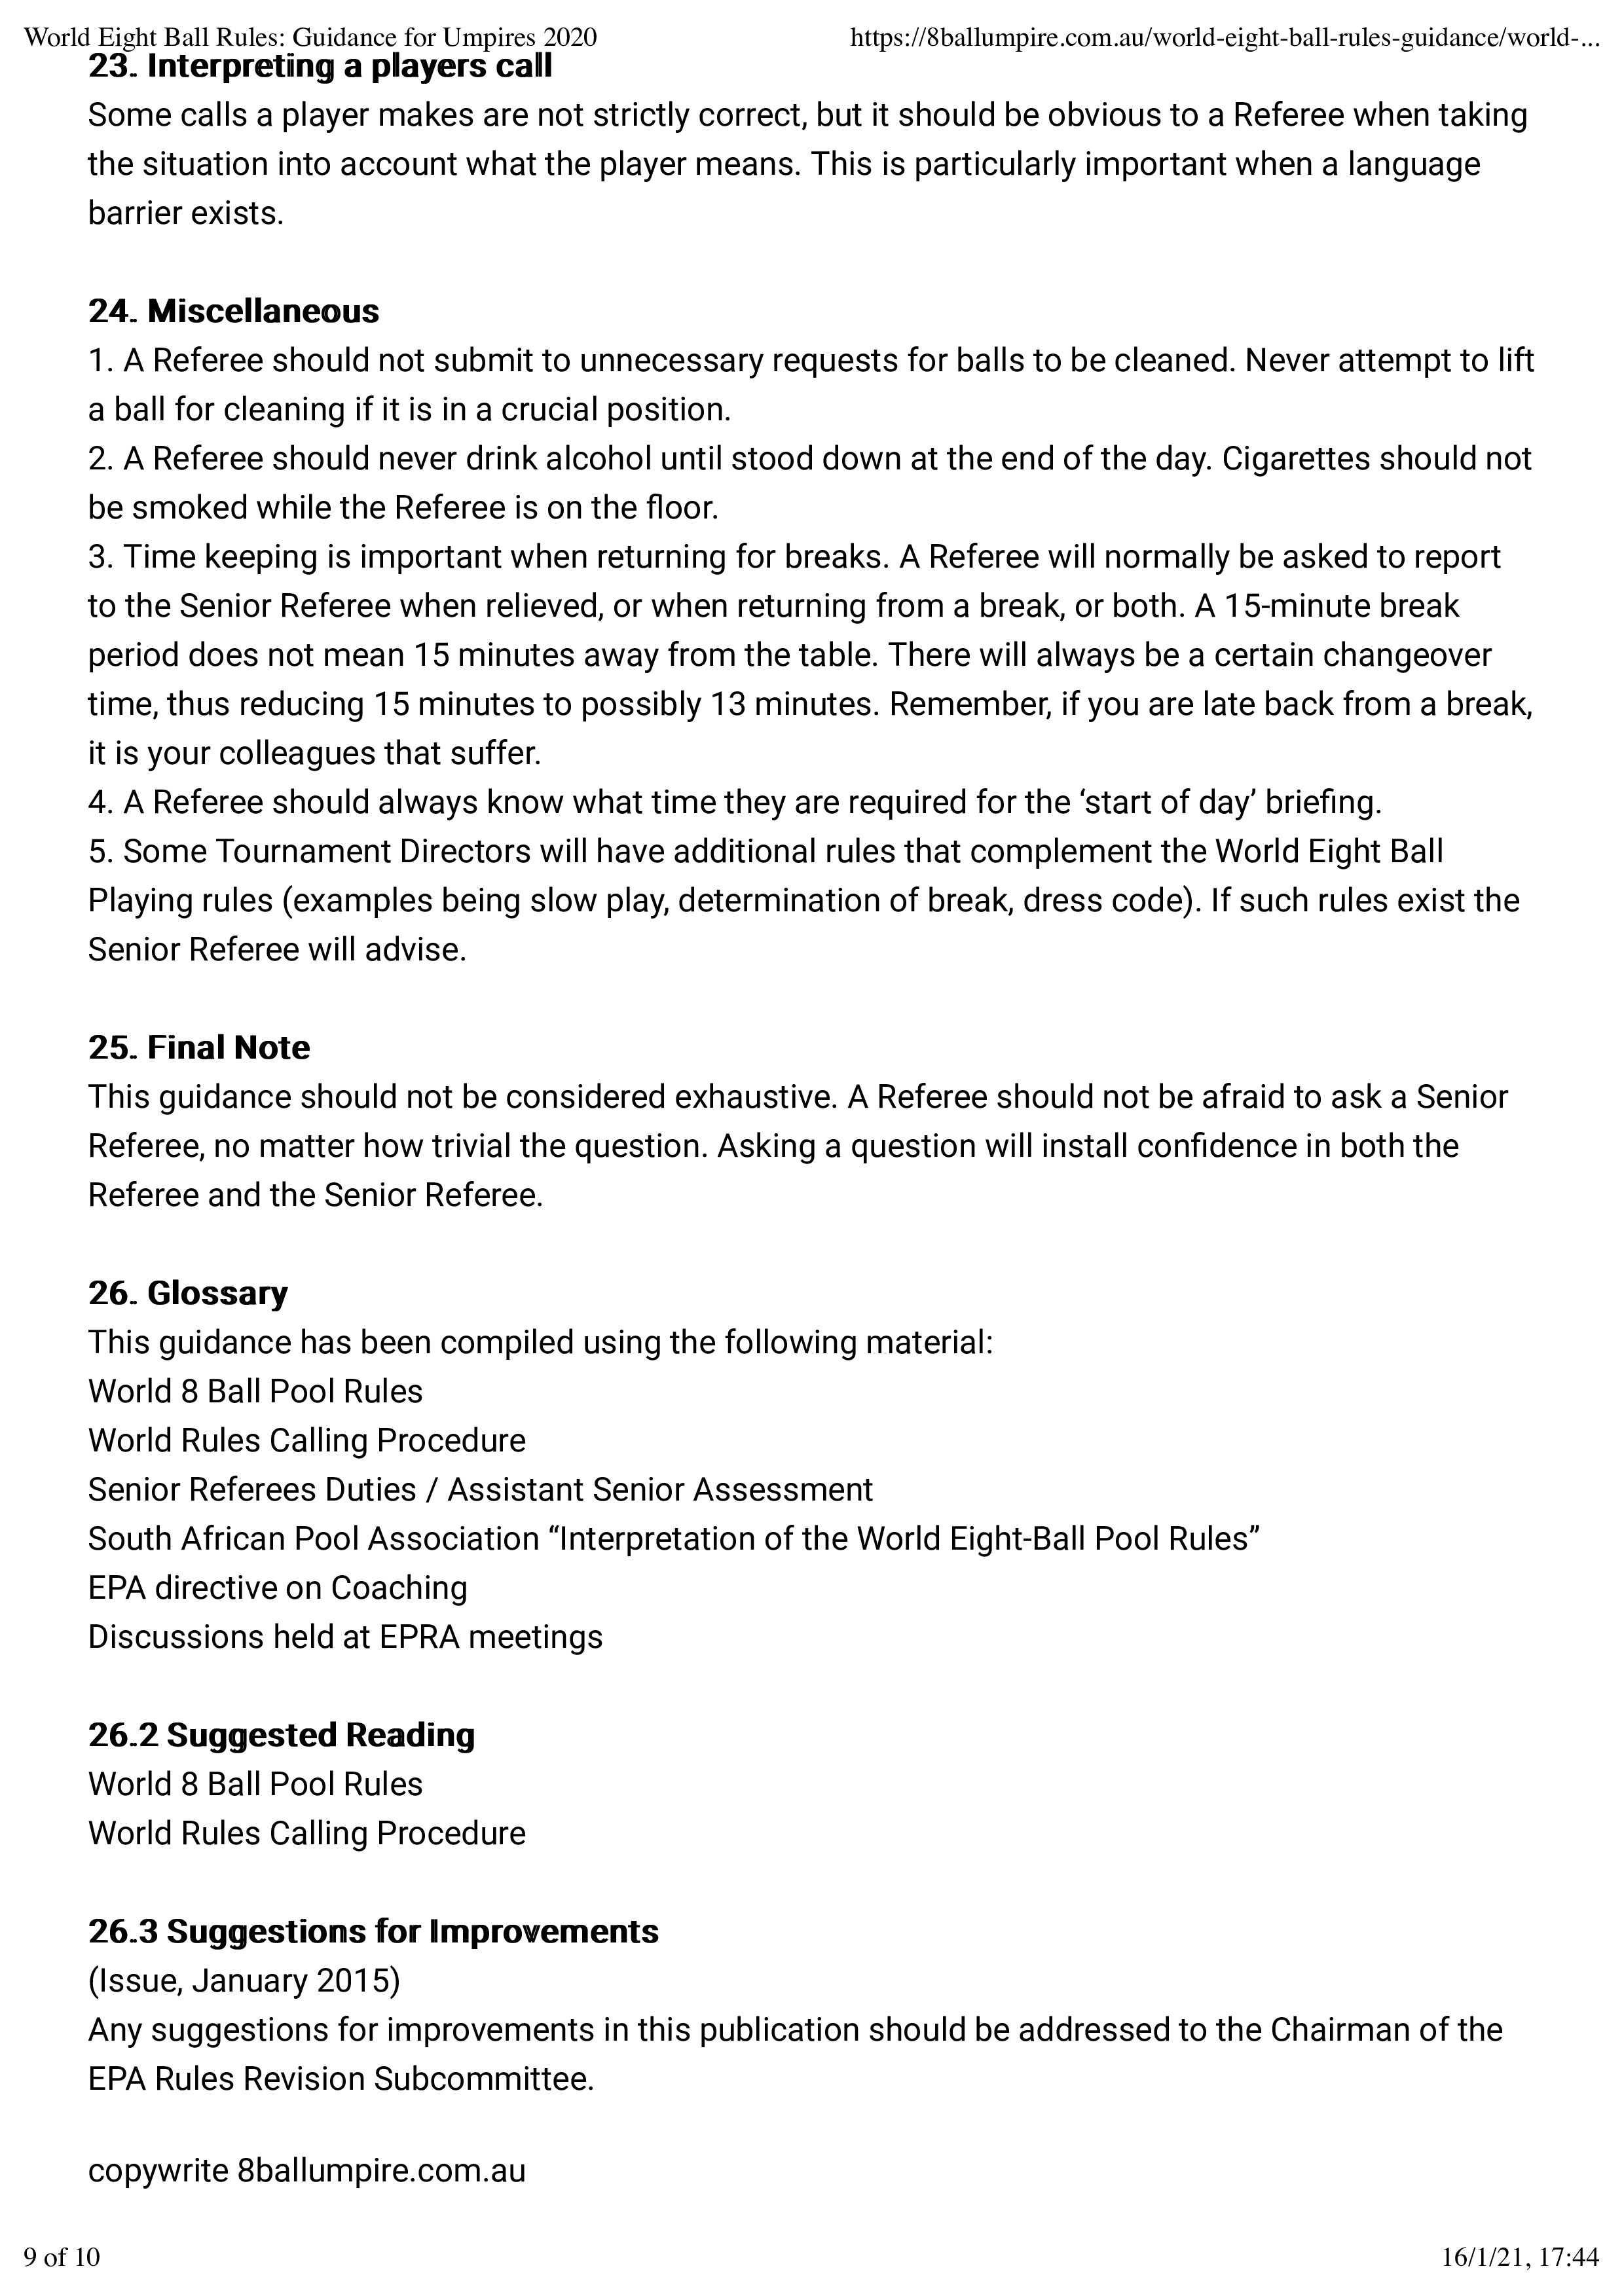 World Eight Ball Rules: Guidance for Umpires 2020 https://8ballumpire.com.au/world-eight-ball-rules-guidance/world-...
23. Interpreting a players call
Some calls a player makes are not strictly correct, but it should be obvious to a Referee when taking
the situation into account what the player means. This is particularly important when a language
barrier exists.
24. Miscellaneous
1. A Referee should not submit to unnecessary requests for balls to be cleaned. Never attempt to lift
a ball for cleaning if it is in a crucial position.
2. A Referee should never drink alcohol until stood down at the end of the day. Cigarettes should not
be smoked while the Referee is on the floor.
3. Time keeping is important when returning for breaks. A Referee will normally be asked to report
to the Senior Referee when relieved, or when returning from a break, or both. A 15-minute break
period does not mean 15 minutes away from the table. There will always be a certain changeover
time, thus reducing 15 minutes to possibly 13 minutes. Remember, if you are late back from a break,
it is your colleagues that suffer.
4. A Referee should always know what time they are required for the ‘start of day’ briefing.
5. Some Tournament Directors will have additional rules that complement the World Eight Ball
Playing rules (examples being slow play, determination of break, dress code). If such rules exist the
Senior Referee will advise.
25. Final Note
This guidance should not be considered exhaustive. A Referee should not be afraid to ask a Senior
Referee, no matter how trivial the question. Asking a question will install confidence in both the
Referee and the Senior Referee.
26. Glossary
This guidance has been compiled using the following material:
World 8 Ball Pool Rules
World Rules Calling Procedure
Senior Referees Duties / Assistant Senior Assessment
South African Pool Association “Interpretation of the World Eight-Ball Pool Rules”
EPA directive on Coaching
Discussions held at EPRA meetings
26.2 Suggested Reading
World 8 Ball Pool Rules
World Rules Calling Procedure
26.3 Suggestions for Improvements
(Issue, January 2015)
Any suggestions for improvements in this publication should be addressed to the Chairman of the
EPA Rules Revision Subcommittee.
copywrite 8ballumpire.com.au
9 of 10 16/1/21, 17:44